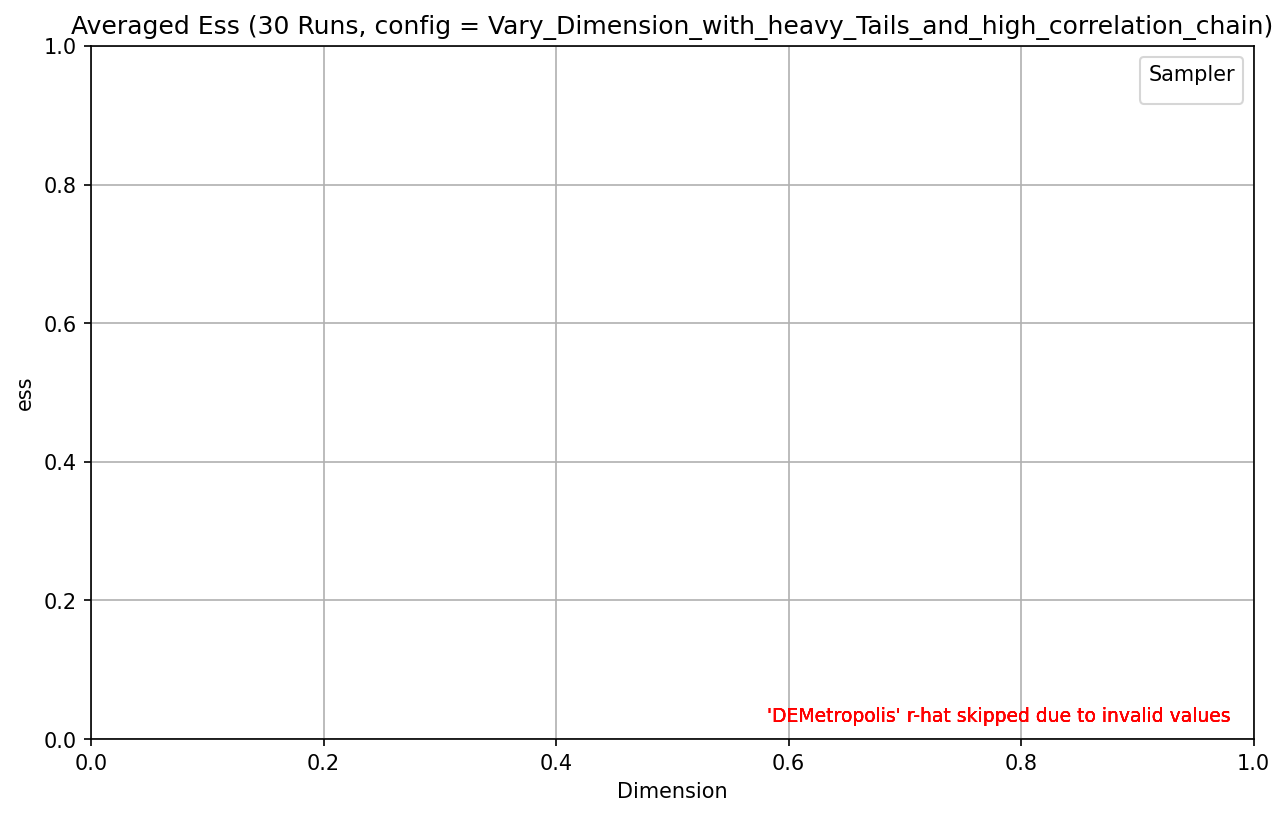 Averaged Ess (30 Runs, config = Vary_Dimension_with_heavy_Tails_and_high_correlation_chain)
Sampler
1.0
0.8
0.6
0.4
0.2
0.0
ess
'DEMetropolis' r-hat skipped due to invalid values
0.0 0.2 0.4 0.6 0.8 1.0
Dimension